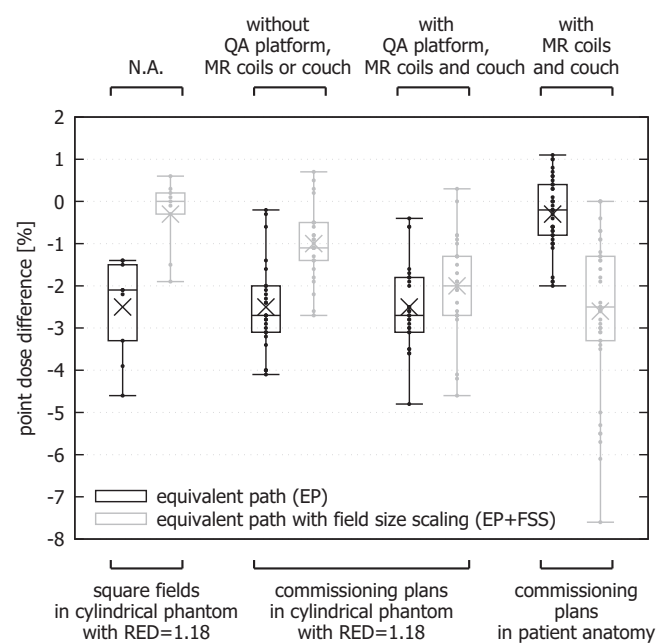 without
QA platform,
MR coils or couch
with
QA platform,
MR coils and couch
with
MR coils
and couch
N.A.
point dose difference [%]
2
1
0
-1
-2
-3
-4
-5
-6
-7
-8
equivalent path (EP)
equivalent path with field size scaling (EP+FSS)
square fields
in cylindrical phantom
with RED=1.18
commissioning plans
in cylindrical phantom
with RED=1.18
commissioning
plans
in patient anatomy